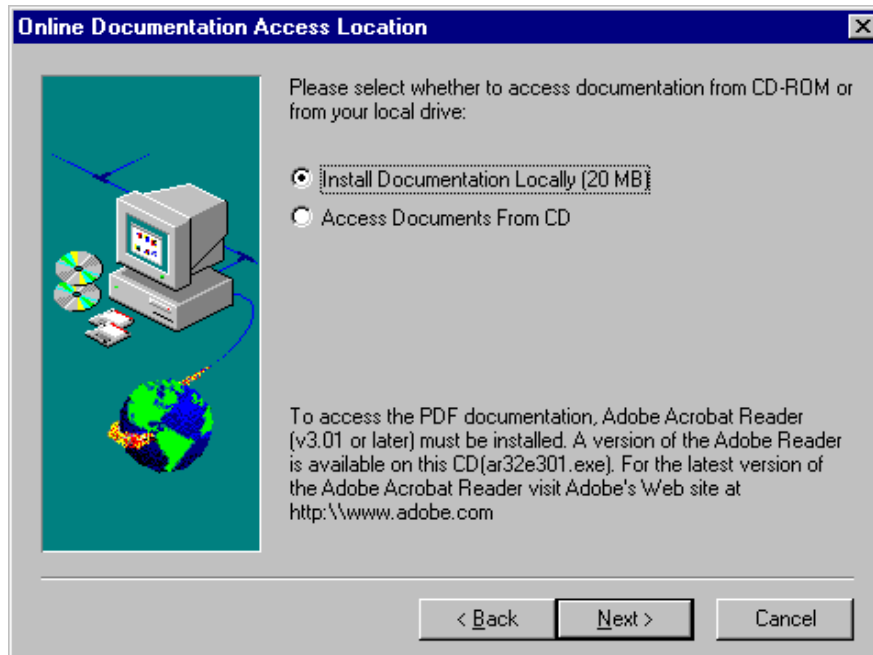 Online Documentation Access Location
Please select whether to access documentation from CD-ROM or
from your local drive:
Install Documentation Locally (20 MB)
Access Documents From CD
To access the PDF documentation, Adobe Acrobat Reader
(v3.01 or later) must be installed. A version of the Adobe Reader
is available on this CD(ar32e301.exe). For the latest version of
the Adobe Acrobat Reader visit Adobe's Web site at
http:\\www.adobe.com
< Back
Next >
Cancel